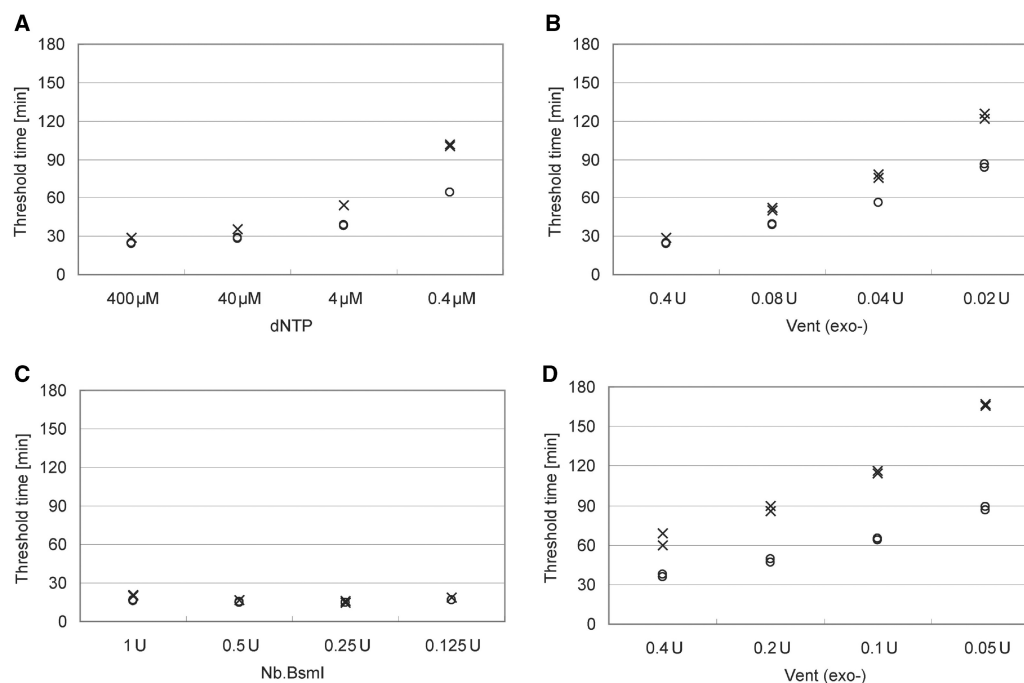 A
180
150
120
90
60
30
0
Threshold time [min]
400 µM 40 µM 4 µM 0.4 µM
dNTP
B
180
150
120
90
60
30
0
Threshold time [min]
0.4 U 0.08 U 0.04 U 0.02 U
Vent (exo-)
C
180
150
120
90
60
30
0
Threshold time [min]
1 U 0.5 U 0.25 U 0.125 U
Nb.BsmI
D
180
150
120
90
60
30
0
Threshold time [min]
0.4 U 0.2 U 0.1 U 0.05 U
Vent (exo-)